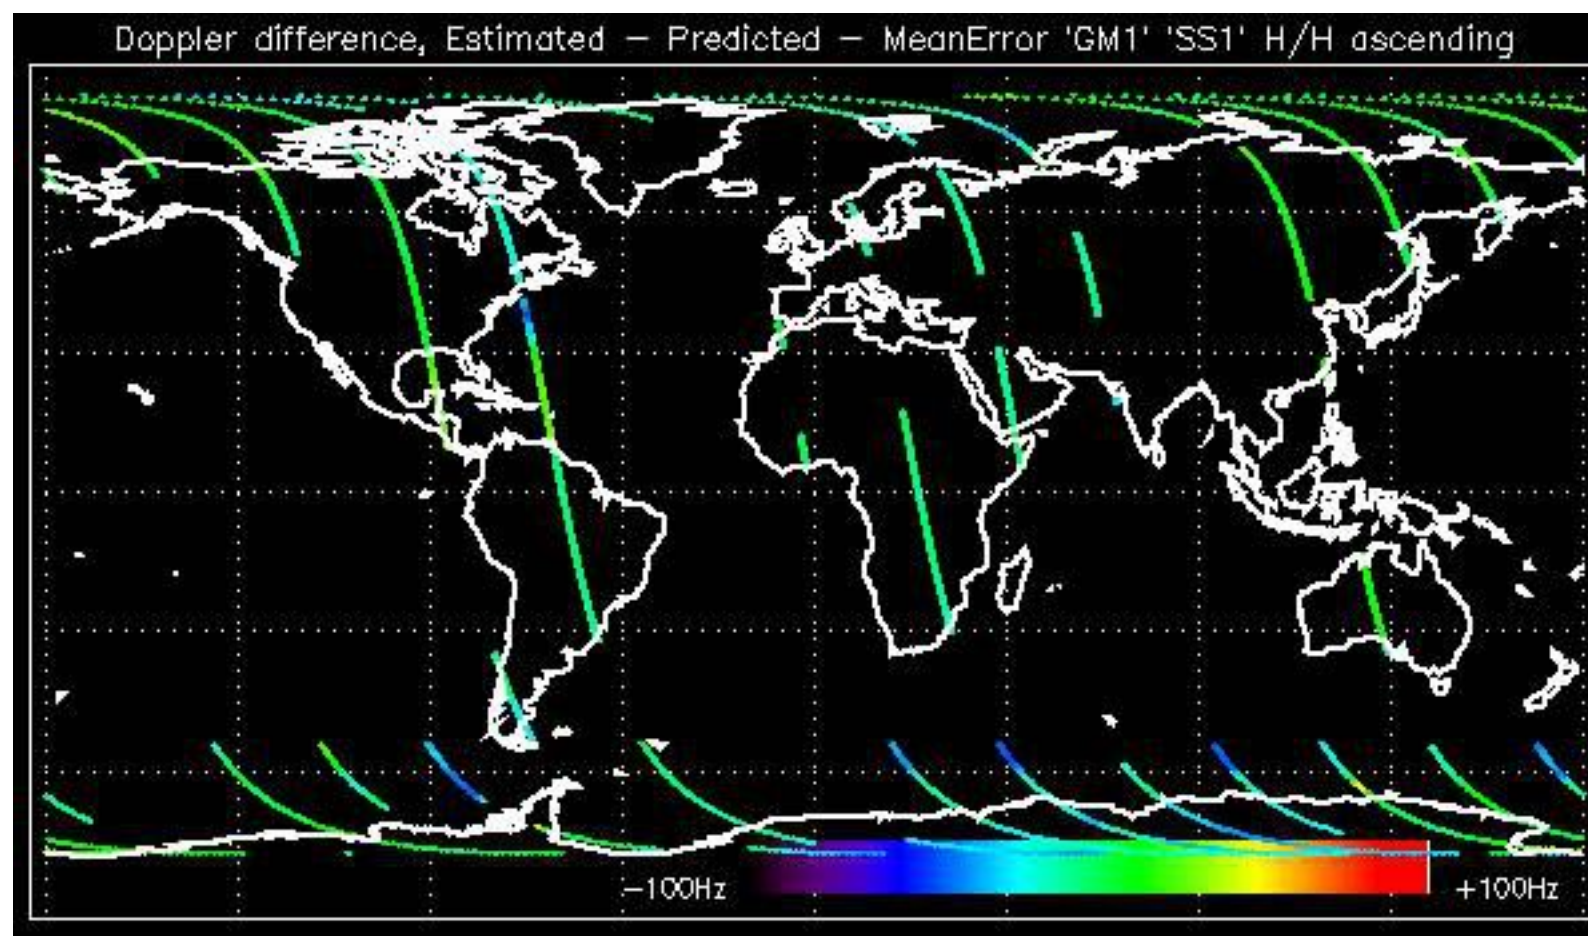 Doppler difference, Estimated – Predicted – MeanError 'GM1' 'SS1' H/H ascending
–100Hz +100Hz